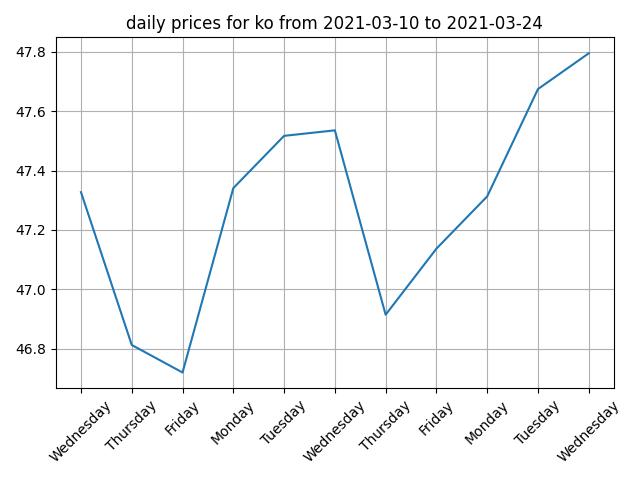 daily prices for ko from 2021-03-10 to 2021-03-24
47.8
47.6
47.4
47.2
47.0
46.8
Wednesday
Thursday
Friday
Monday
Tuesday
Wednesday
Thursday
Friday
Monday
Tuesday
Wednesday